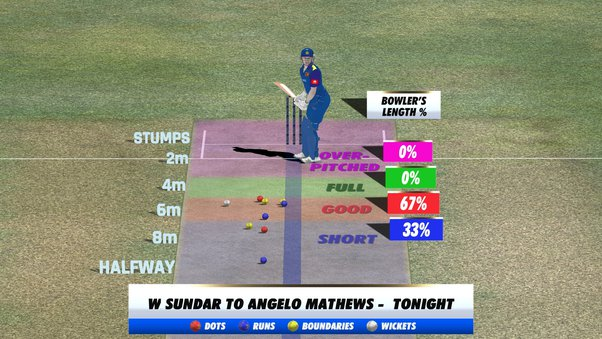 BOWLER'S
LENGTH %
STUMPS
2m
OVER-
PITCHED
0%
4m
FULL
0%
6m
GOOD
67%
8m
SHORT
33%
HALFWAY
W SUNDAR TO ANGELO MATHEWS - TONIGHT
DOTS
RUNS
BOUNDARIES
WICKETS